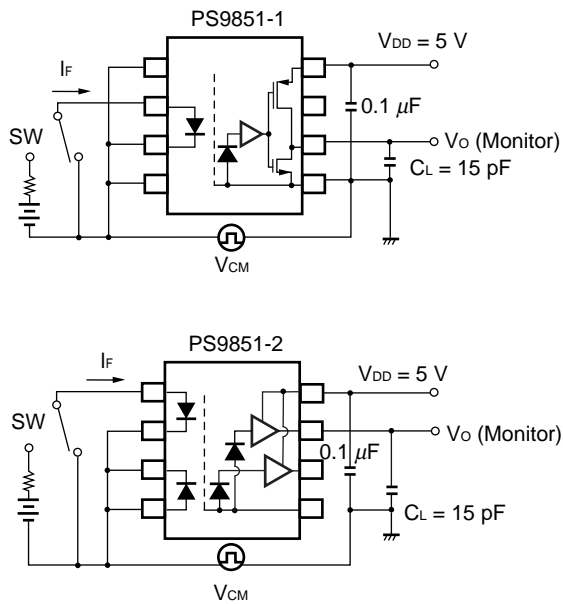 PS9851-1
VDD = 5 V
IF
0.1 μF
SW
VO (Monitor)
CL = 15 pF
VCM
PS9851-2
IF
VDD = 5 V
SW
VO (Monitor)
0.1 μF
CL = 15 pF
VCM